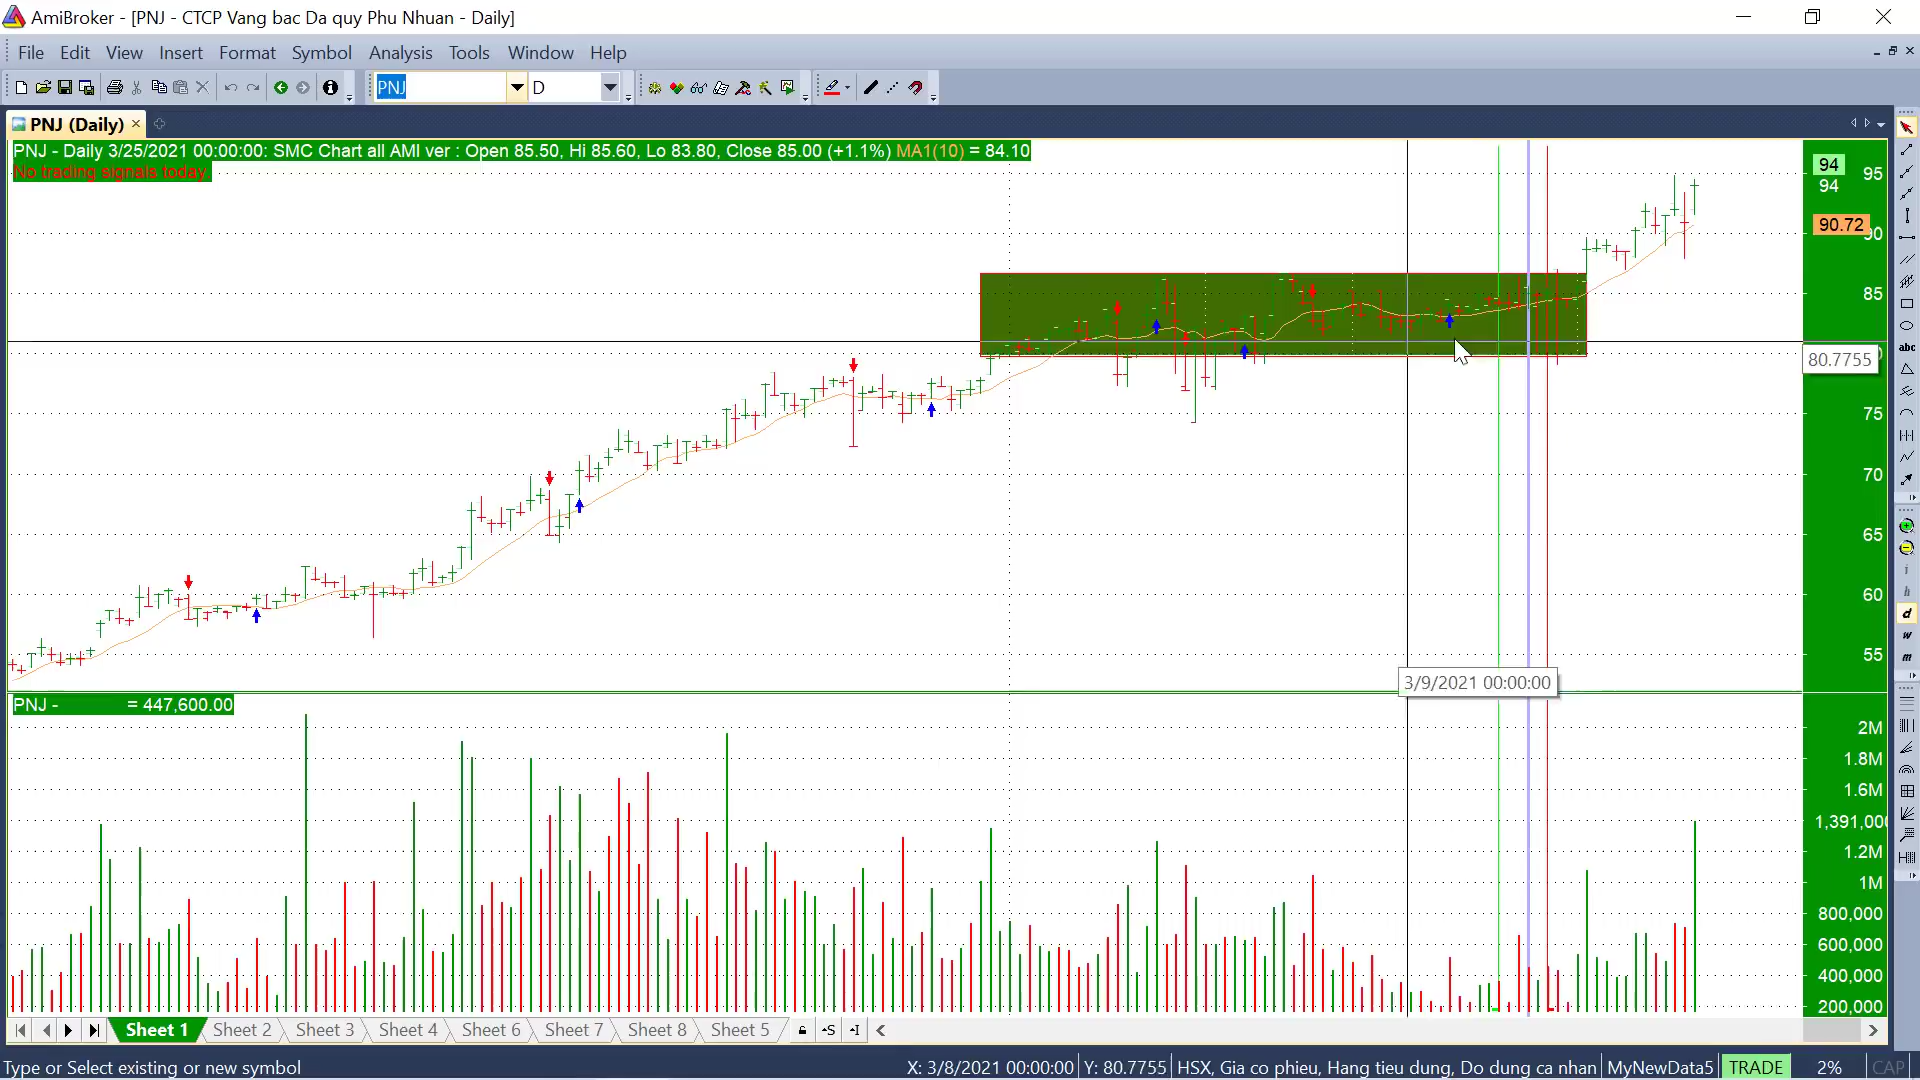 AmiBroker - [PNJ - CTCP Vang bac Da quy Phu Nhuan - Daily]
File Edit View Insert Format Symbol Analysis Tools Window Help
PNJ D
PNJ (Daily)
PNJ - Daily 3/25/2021 00:00:00: SMC Chart all AMI ver : Open 85.50, Hi 85.60, Lo 83.80, Close 85.00 (+1.1%) MA1(10) = 84.10
No trading signals today
94
94
95
90.72
90
85
80.7755
75
70
65
60
55
abc
i
h
d
w
m
3/9/2021 00:00:00
PNJ - = 447,600.00
2M
1.8M
1.6M
1,391,00
1.2M
1M
800,000
600,000
400,000
200,000
Sheet 1 Sheet 2 Sheet 3 Sheet 4 Sheet 6 Sheet 7 Sheet 8 Sheet 5
Type or Select existing or new symbol
X: 3/8/2021 00:00:00 Y: 80.7755 HSX, Gia co phieu, Hang tieu dung, Do dung ca nhan MyNewData5 TRADE 2% CAP